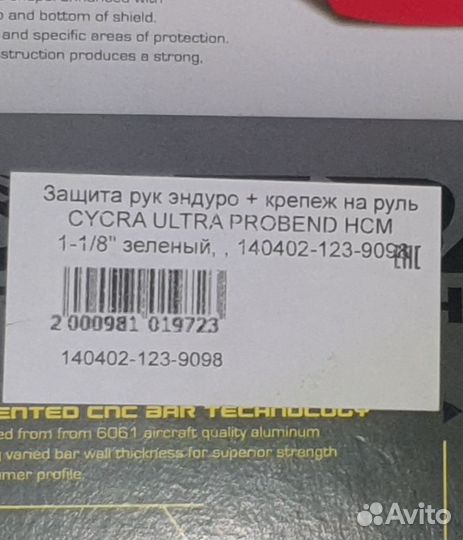 and bottom of shield.
and specific areas of protection.
struction produces a strong,
Защита рук эндуро + крепеж на руль
CYCRA ULTRA PROBEND HCM
1-1/8" зеленый, , 140402-123-9098
EAC
2 000981 019723
140402-123-9098
ENTED CNC BAR TECHNOLOGY
ed from from 6061 aircraft quality aluminum
varied bar wall thickness for superior strength
mer profile.
Avito